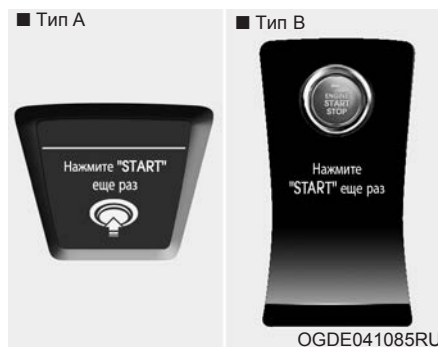 ■ Тип A
Нажмите "START"
еще раз
■ Тип B
ENGINE
START
STOP
Нажмите
"START" еще раз
OGDE041085RU